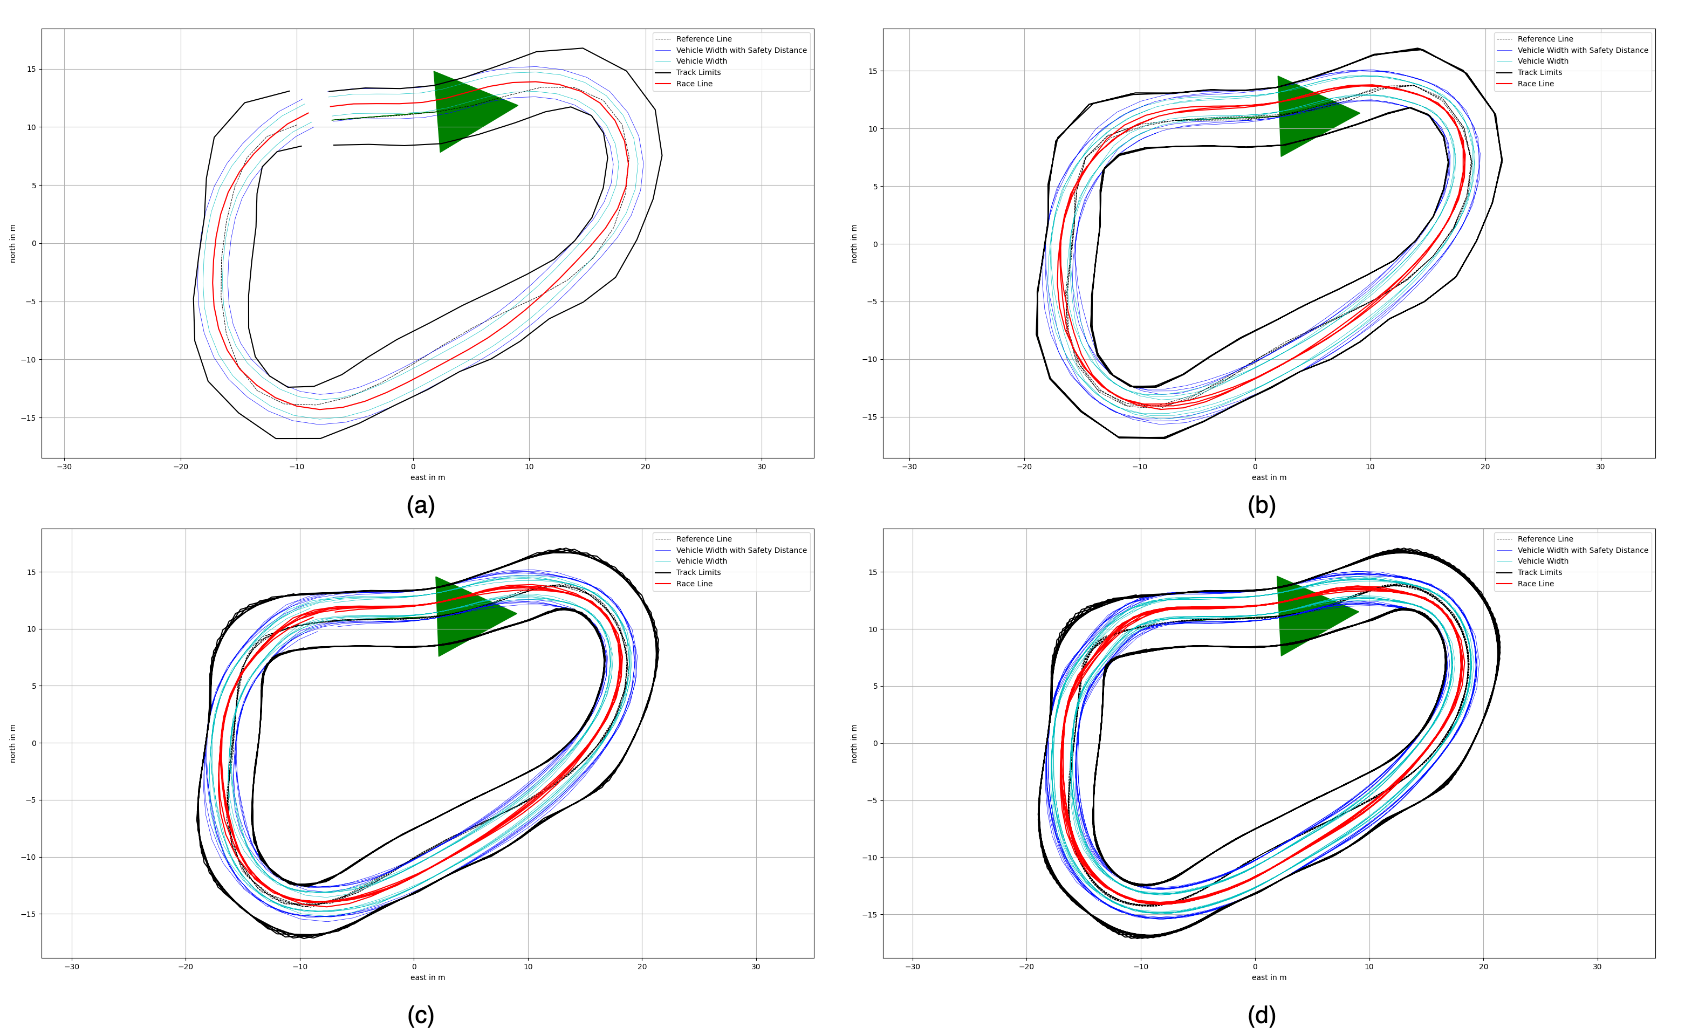 Reference Line
Vehicle Width with Safety Distance
Vehicle Width
Track Limits
Race Line
15
10
5
0
−5
−10
−15
north in m
−30
−20
−10
0
10
20
30
east in m
(a)
Reference Line
Vehicle Width with Safety Distance
Vehicle Width
Track Limits
Race Line
15
10
5
0
−5
−10
−15
north in m
−30
−20
−10
0
10
20
30
east in m
(b)
Reference Line
Vehicle Width with Safety Distance
Vehicle Width
Track Limits
Race Line
15
10
5
0
−5
−10
−15
north in m
−30
−20
−10
0
10
20
30
east in m
(c)
Reference Line
Vehicle Width with Safety Distance
Vehicle Width
Track Limits
Race Line
15
10
5
0
−5
−10
−15
north in m
−30
−20
−10
0
10
20
30
east in m
(d)